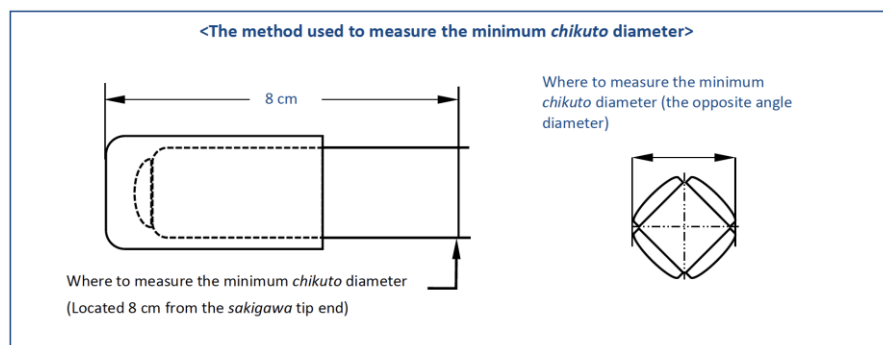 <The method used to measure the minimum chikuto diameter>
8 cm
Where to measure the minimum
chikuto diameter (the opposite angle
diameter)
Where to measure the minimum chikuto diameter
(Located 8 cm from the sakigawa tip end)